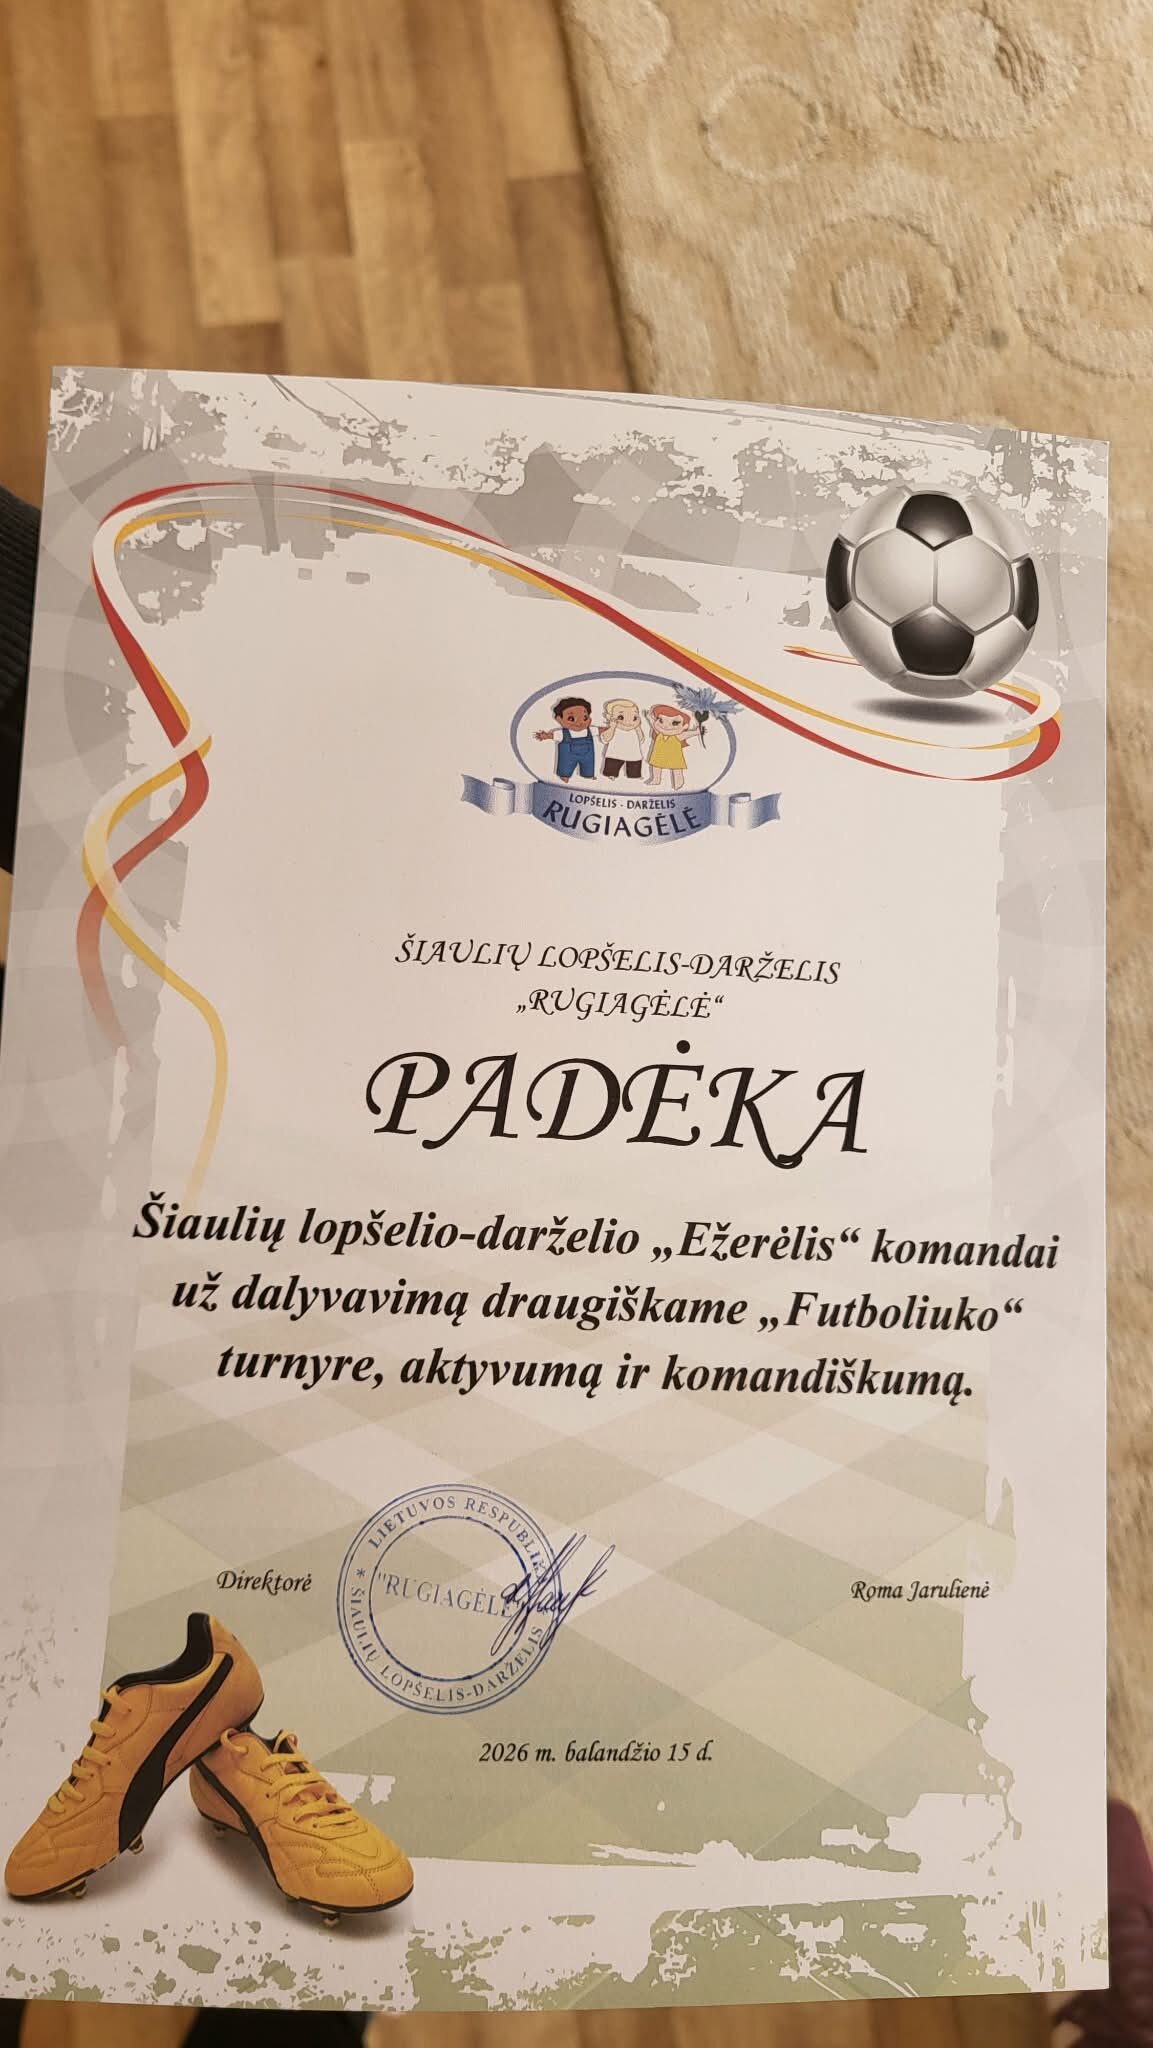 LOPŠELIS - DARŽELIS
RUGIAGĖLĖ
ŠIAULIŲ LOPŠELIS-DARŽELIS
„RUGIAGĖLĖ“
PADĖKA
Šiaulių lopšelio-darželio „Ežerėlis“ komandai
už dalyvavimą draugiškame „Futboliuko“
turnyre, aktyvumą ir komandiškumą.
Direktorė
LIETUVOS
"RUGIAGĖLĖ"
* ŠIAULIŲ LOPŠELIS-DARŽELIS
Roma Jarulienė
2026 m. balandžio 15 d.